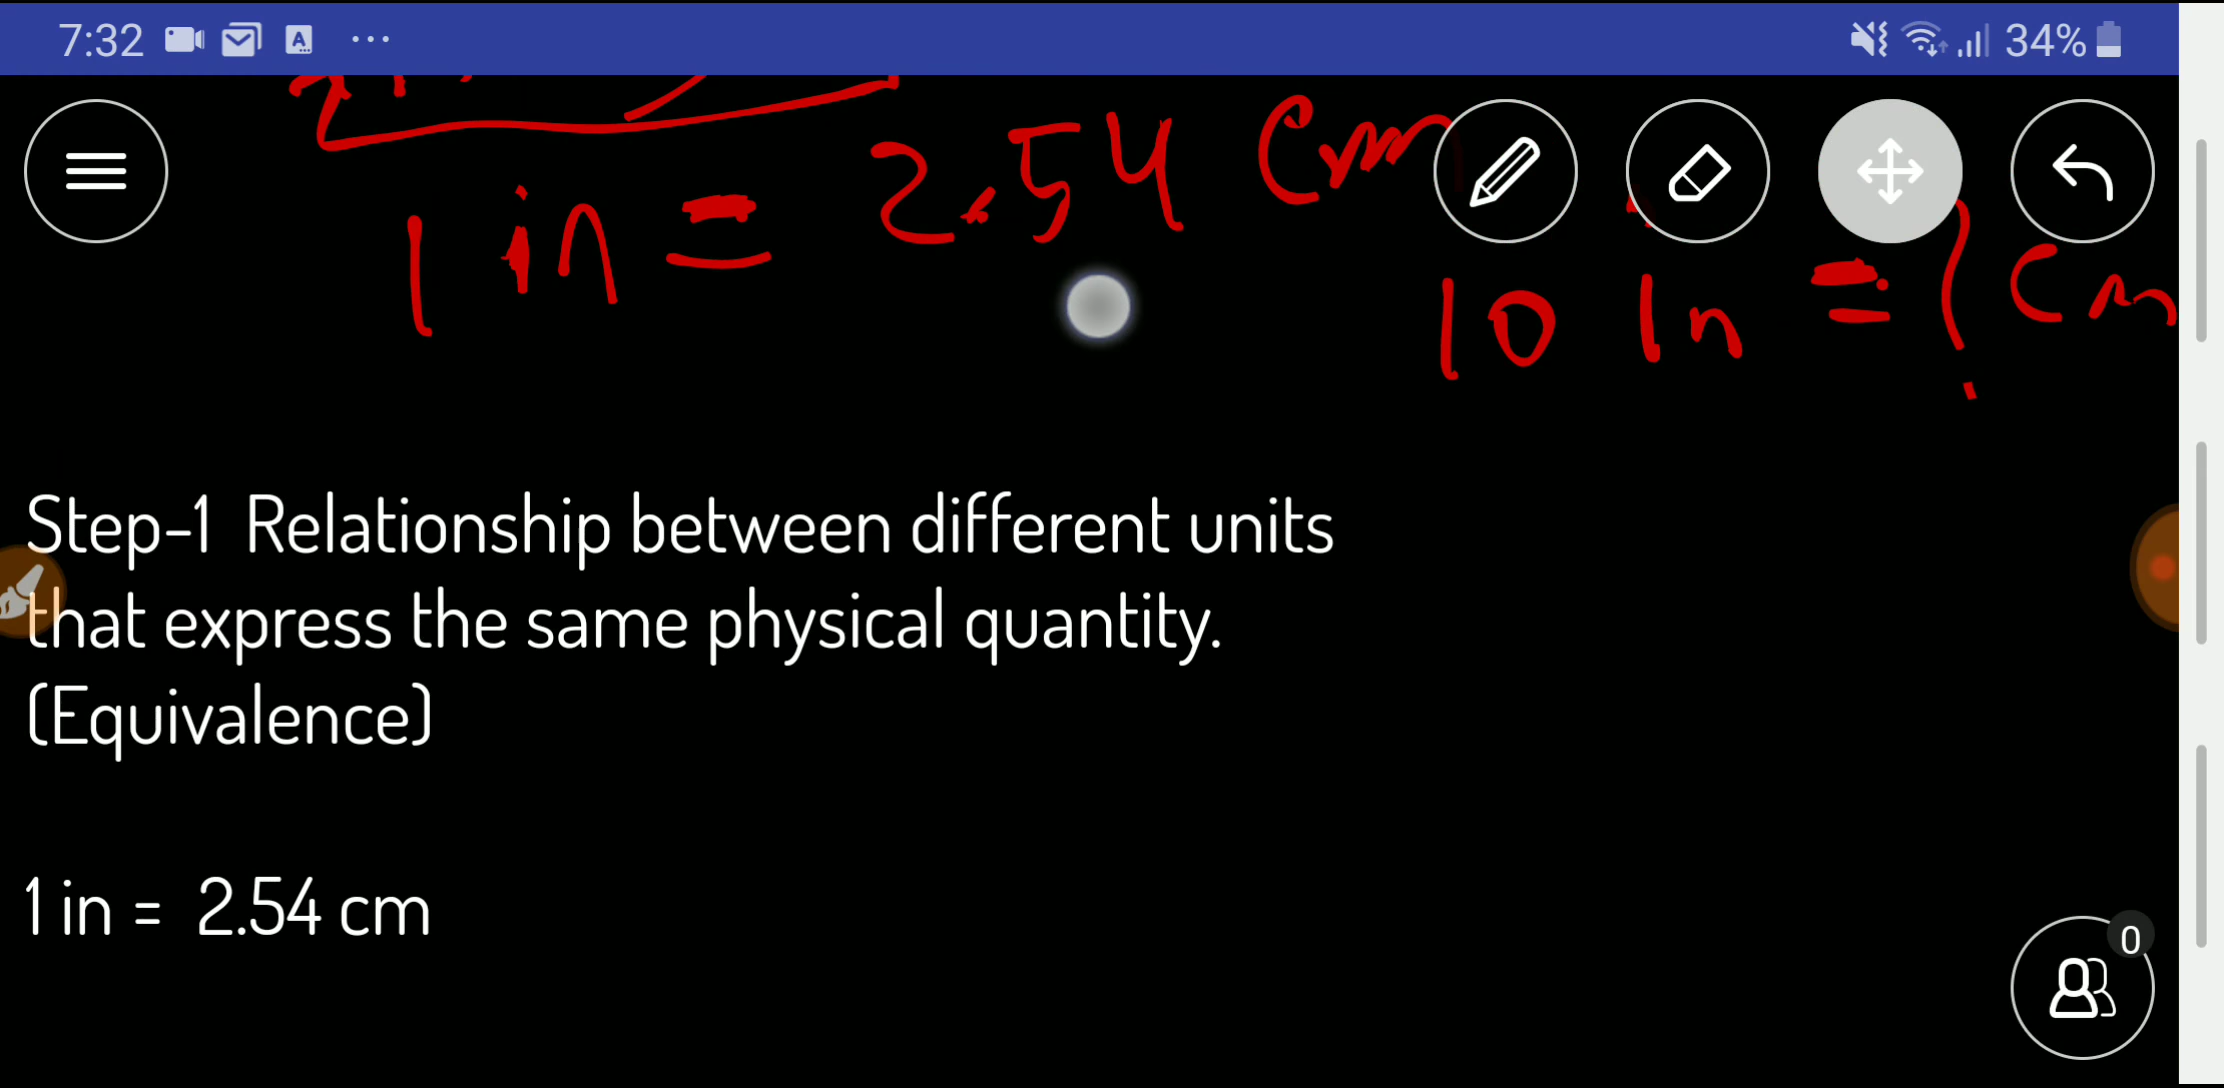 7:32 34%
1 in = 2.54 cm
10 in = ? cm
Step-1 Relationship between different units
that express the same physical quantity.
(Equivalence)
1 in = 2.54 cm
0